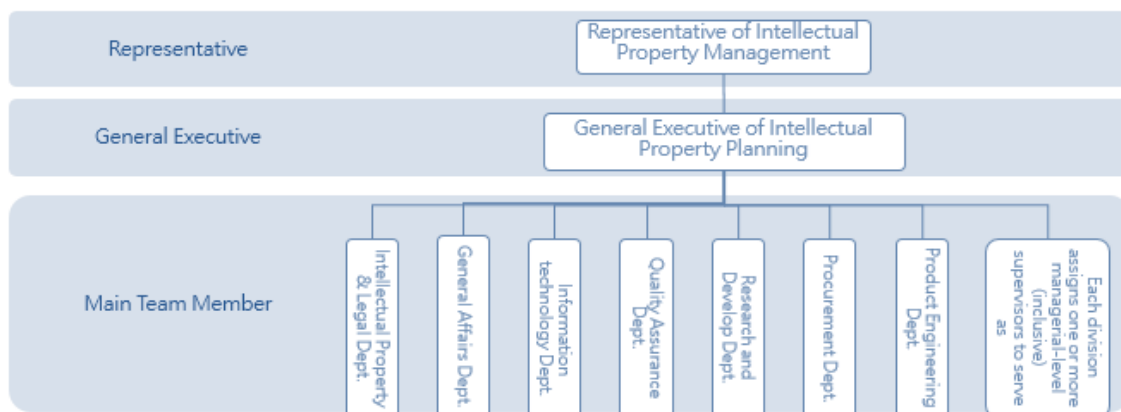 Representative
Representative of Intellectual
Property Management
General Executive
General Executive of Intellectual
Property Planning
Main Team Member
Intellectual Property
& Legal Dept.
General Affairs Dept.
Information
technology Dept.
Quality Assurance
Dept.
Research and
Develop Dept.
Procurement Dept.
Product Engineering
Dept.
Each division
assigns one or more
managerial-level
(inclusive)
supervisors to serve
as